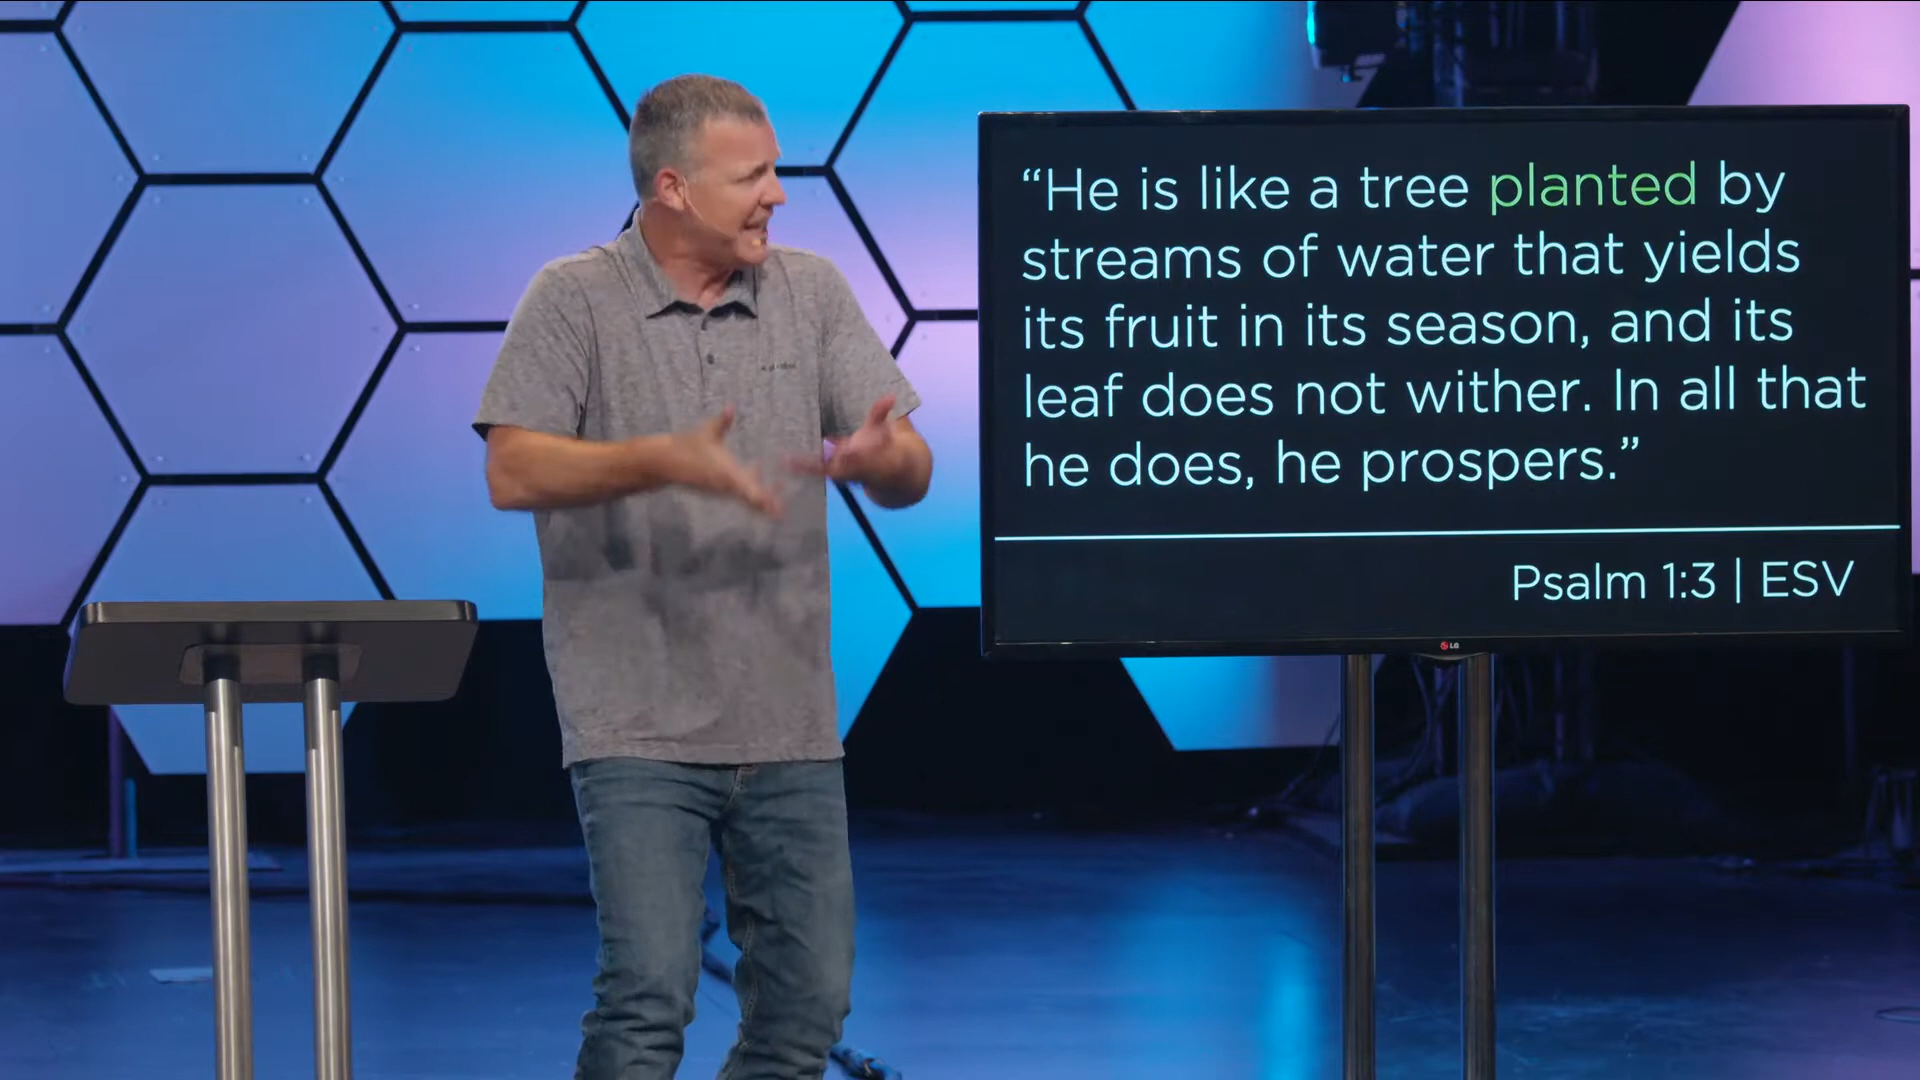 “He is like a tree planted by
streams of water that yields
its fruit in its season, and its
leaf does not wither. In all that
he does, he prospers.”
Psalm 1:3 | ESV
LG